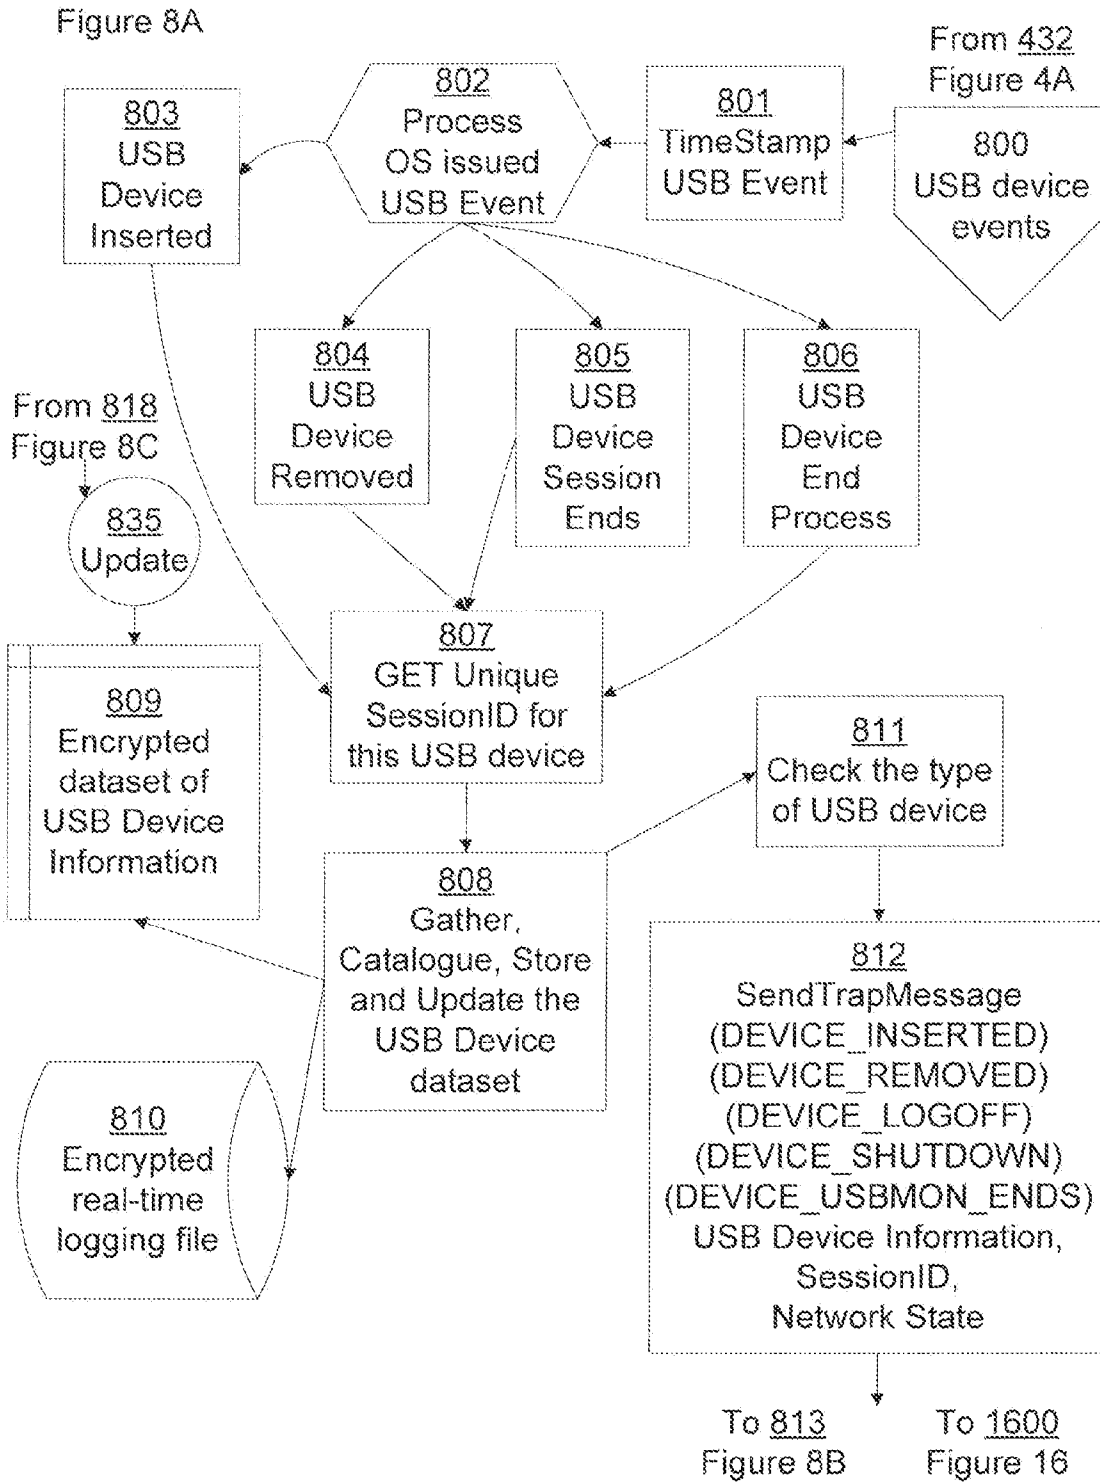 Figure 8A
From 432
Figure 4A
800
USB device
events
801
TimeStamp
USB Event
802
Process
OS issued
USB Event
803
USB
Device
Inserted
804
USB
Device
Removed
805
USB
Device
Session
Ends
806
USB
Device
End
Process
From 818
Figure 8C
835
Update
807
GET Unique
SessionID for
this USB device
809
Encrypted
dataset of
USB Device
Information
811
Check the type
of USB device
808
Gather,
Catalogue, Store
and Update the
USB Device
dataset
810
Encrypted
real-time
logging file
812
SendTrapMessage
(DEVICE_INSERTED)
(DEVICE_REMOVED)
(DEVICE_LOGOFF)
(DEVICE_SHUTDOWN)
(DEVICE_USBMON_ENDS)
USB Device Information,
SessionID,
Network State
To 813
Figure 8B
To 1600
Figure 16